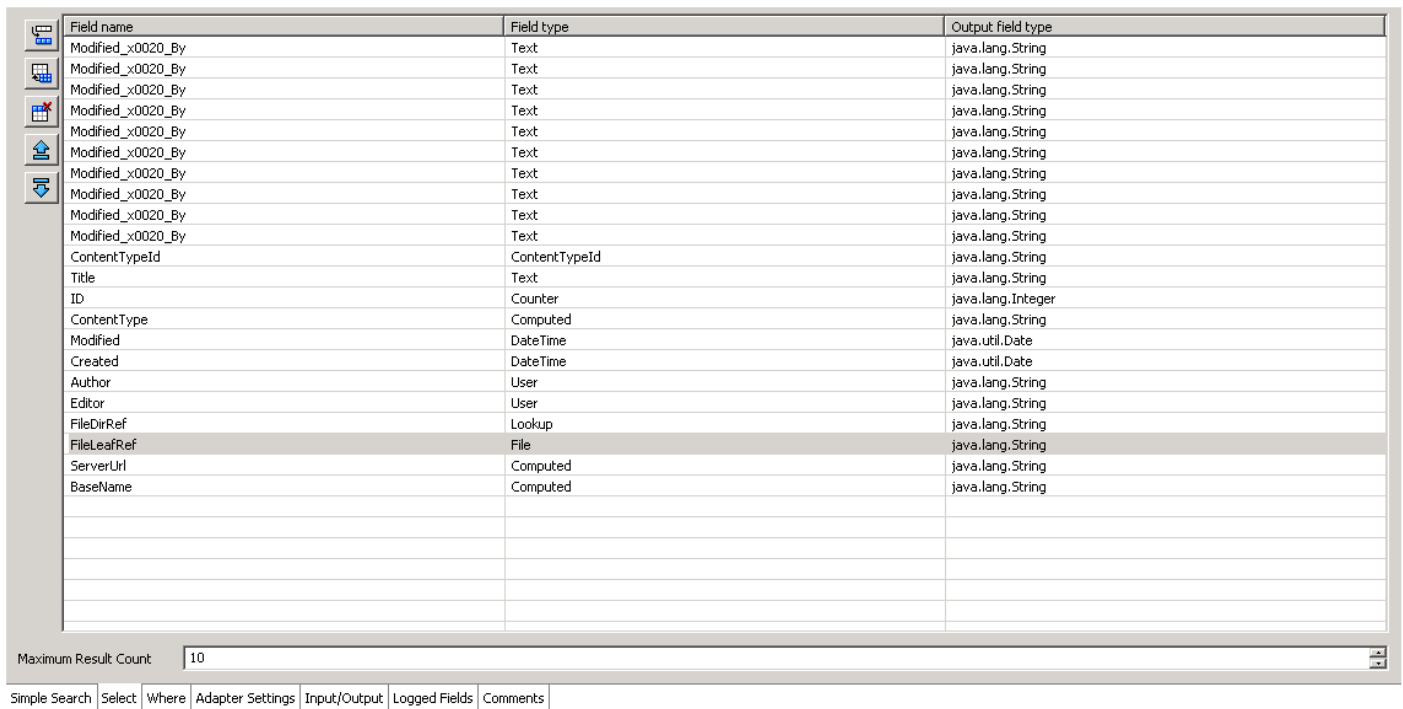 Field name Field type Output field type
Modified_x0020_By Text java.lang.String
Modified_x0020_By Text java.lang.String
Modified_x0020_By Text java.lang.String
Modified_x0020_By Text java.lang.String
Modified_x0020_By Text java.lang.String
Modified_x0020_By Text java.lang.String
Modified_x0020_By Text java.lang.String
Modified_x0020_By Text java.lang.String
Modified_x0020_By Text java.lang.String
Modified_x0020_By Text java.lang.String
ContentTypeId ContentTypeId java.lang.String
Title Text java.lang.String
ID Counter java.lang.Integer
ContentType Computed java.lang.String
Modified DateTime java.util.Date
Created DateTime java.util.Date
Author User java.lang.String
Editor User java.lang.String
FileDirRef Lookup java.lang.String
FileLeafRef File java.lang.String
ServerUrl Computed java.lang.String
BaseName Computed java.lang.String
Maximum Result Count 10
Simple Search Select Where Adapter Settings Input/Output Logged Fields Comments